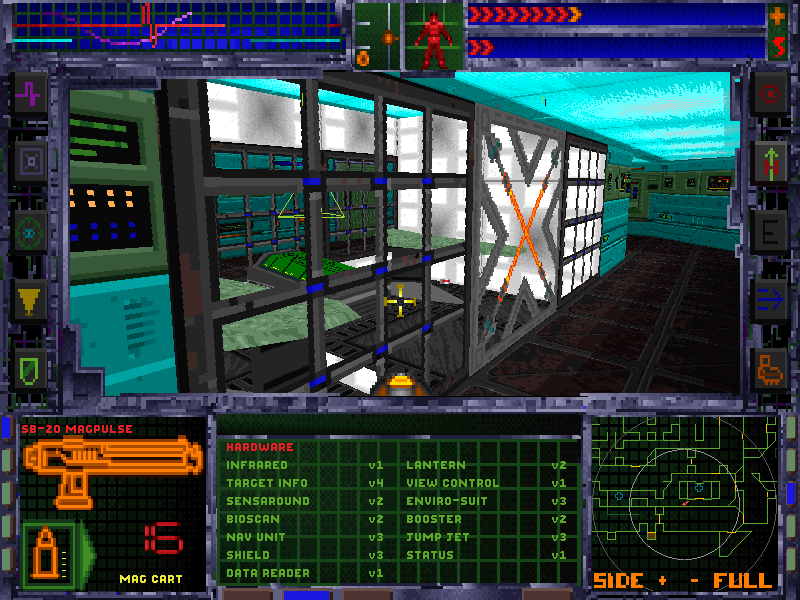 E
SB-20 MAGPULSE
15
MAG CART
HARDWARE
INFRARED V1 LANTERN V2
TARGET INFO V4 VIEW CONTROL V1
SENSAROUND V2 ENVIRO-SUIT V3
BIOSCAN V2 BOOSTER V2
NAV UNIT V3 JUMP JET V3
SHIELD V3 STATUS V1
DATA READER V1
SIDE + - FULL